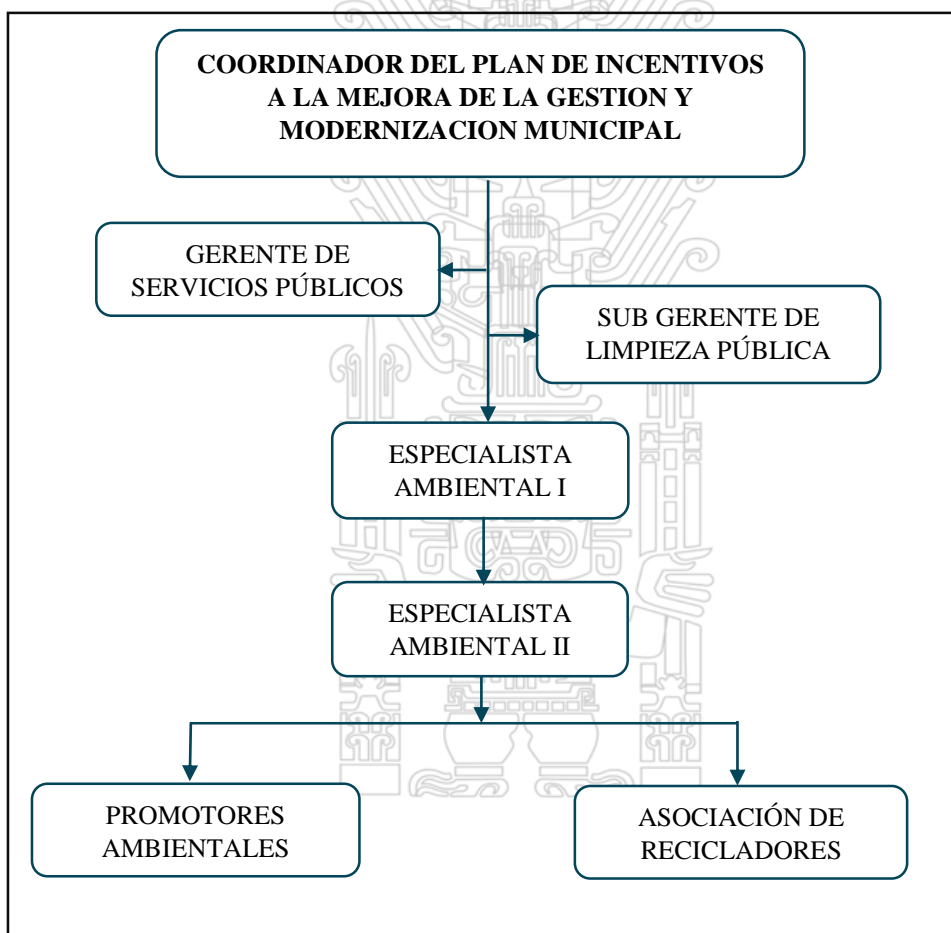 COORDINADOR DEL PLAN DE INCENTIVOS
A LA MEJORA DE LA GESTION Y
MODERNIZACION MUNICIPAL
GERENTE DE
SERVICIOS PÚBLICOS
SUB GERENTE DE
LIMPIEZA PÚBLICA
ESPECIALISTA
AMBIENTAL I
ESPECIALISTA
AMBIENTAL II
PROMOTORES
AMBIENTALES
ASOCIACIÓN DE
RECICLADORES